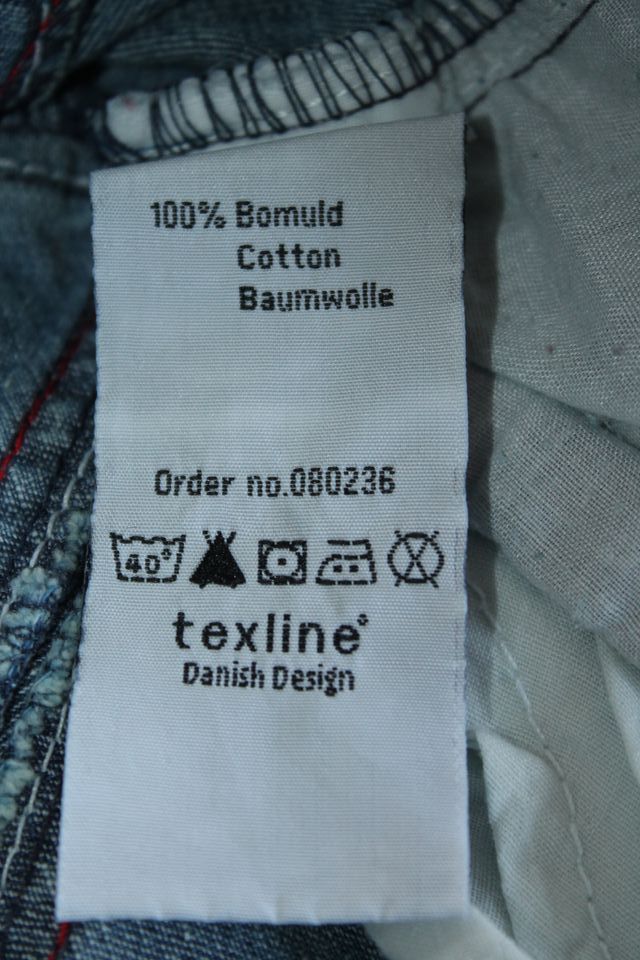 100% Bomuld
Cotton
Baumwolle
Order no.080236
40°
texline°
Danish Design